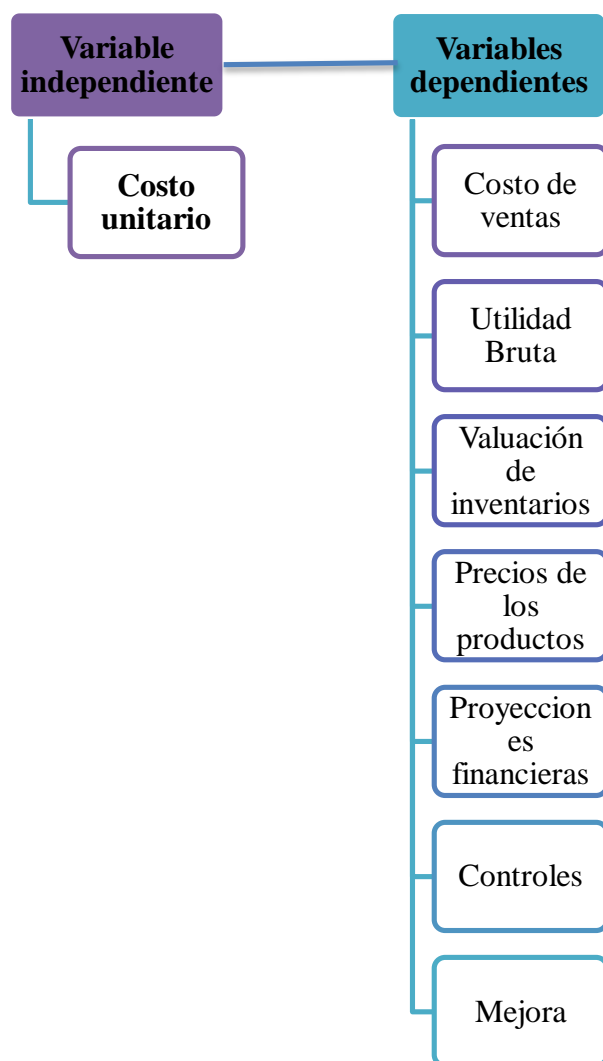 Variable
independiente
Costo
unitario
Variables
dependientes
Costo de
ventas
Utilidad
Bruta
Valuación
de
inventarios
Precios de
los
productos
Proyeccion
es
financieras
Controles
Mejora